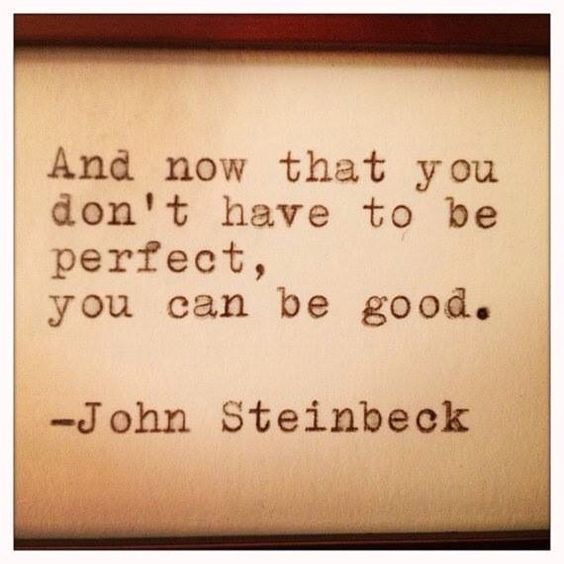 And now that you
don't have to be
perfect,
you can be good.
-John Steinbeck